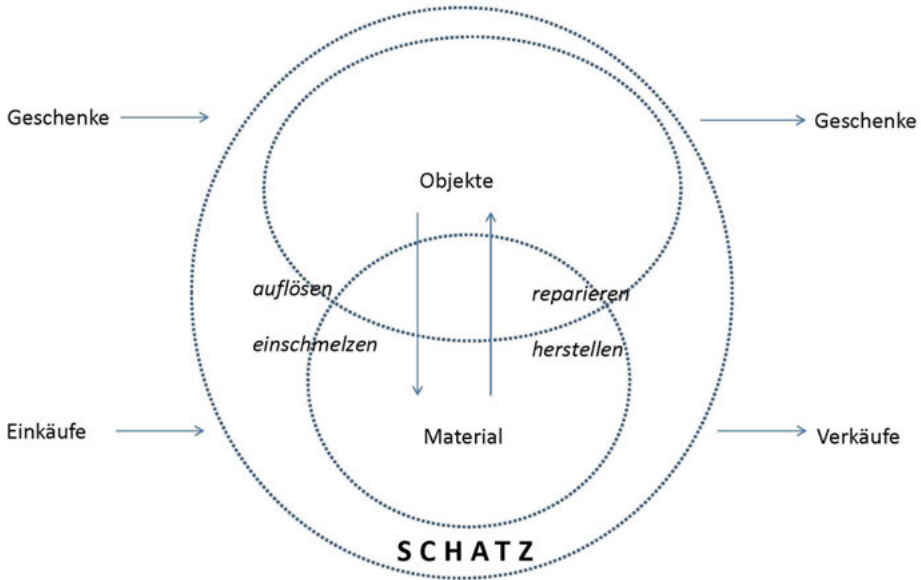 Geschenke
Geschenke
Objekte
auflösen
reparieren
einschmelzen
herstellen
Einkäufe
Material
Verkäufe
SCHATZ